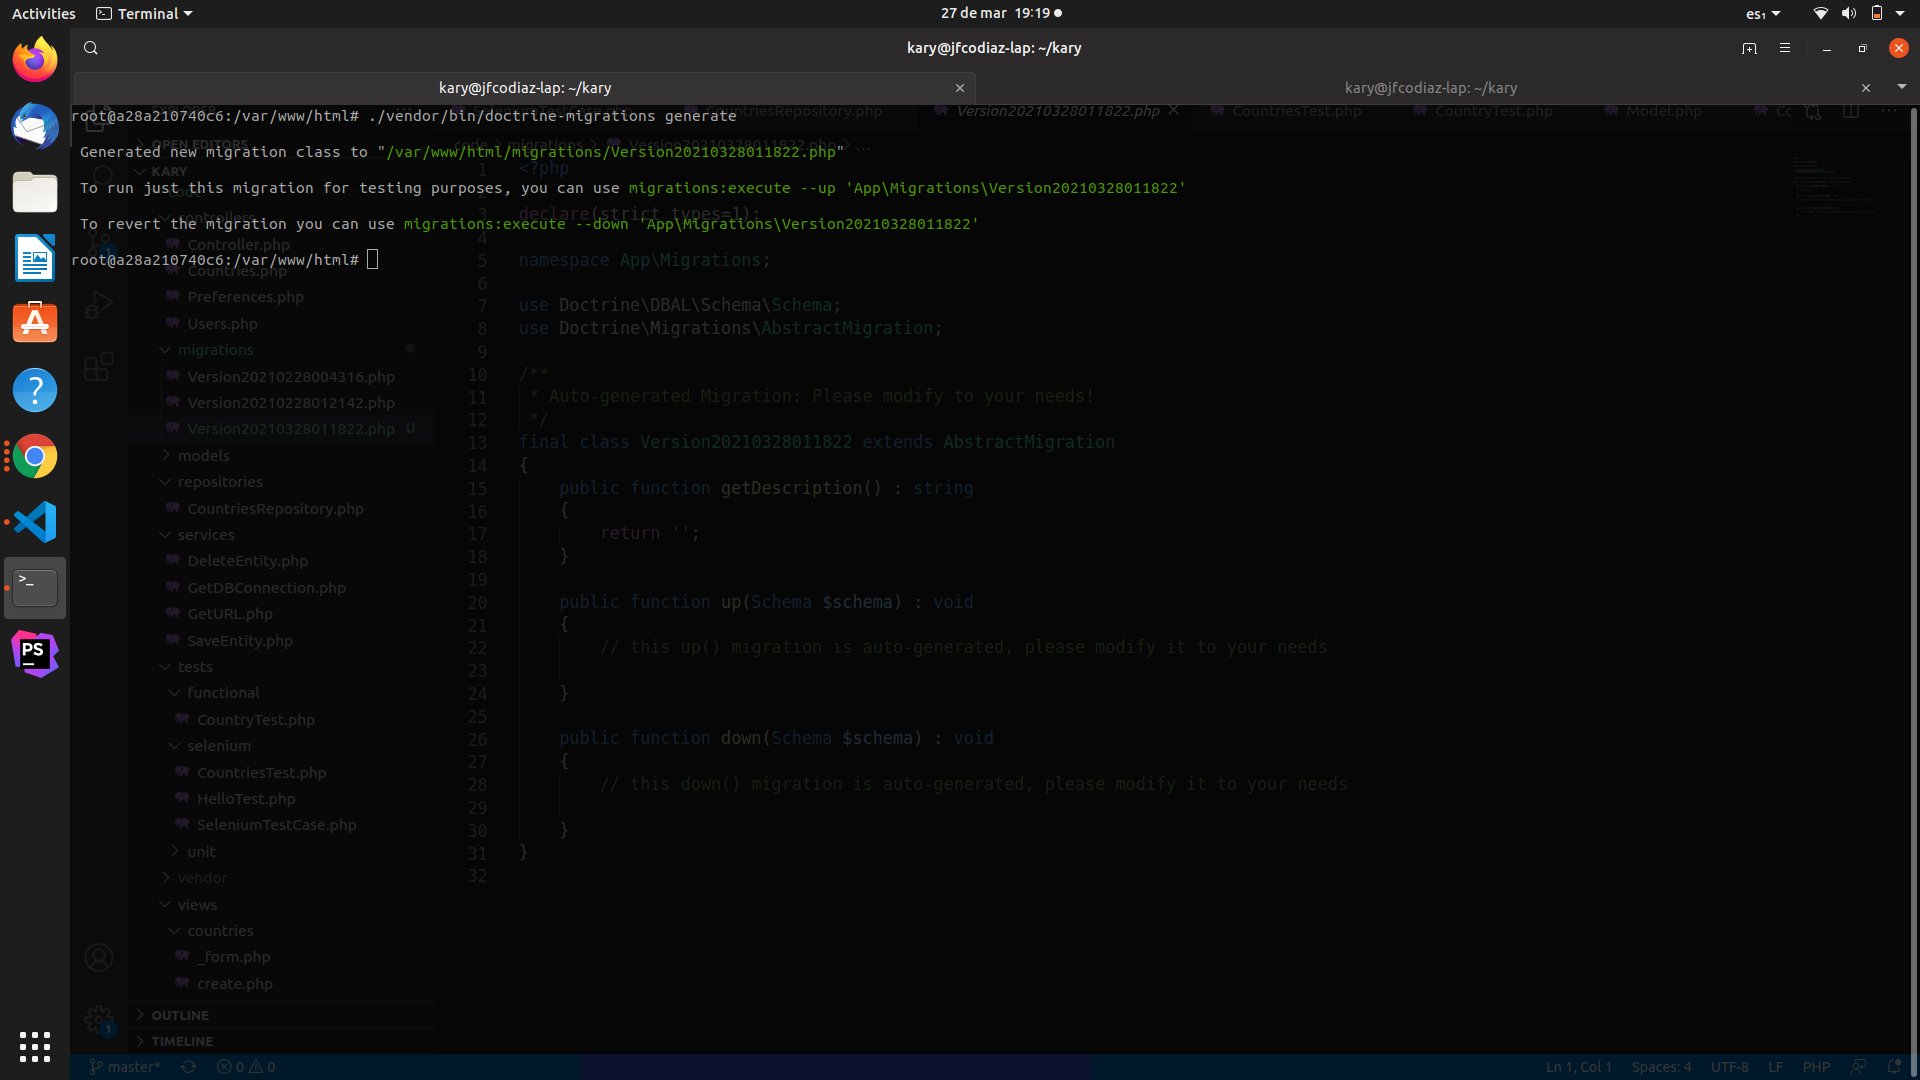 Activities
Terminal
27 de mar 19:19
es₁
kary@jfcodiaz-lap: ~/kary
kary@jfcodiaz-lap: ~/kary
kary@jfcodiaz-lap: ~/kary
root@a28a210740c6:/var/www/html# ./vendor/bin/doctrine-migrations generate
Generated new migration class to "/var/www/html/migrations/Version20210328011822.php"
To run just this migration for testing purposes, you can use migrations:execute --up 'App\Migrations\Version20210328011822'
To revert the migration you can use migrations:execute --down 'App\Migrations\Version20210328011822'
root@a28a210740c6:/var/www/html#
EXPLORER
OPEN EDITORS
KARY
code
controllers
Controller.php
Countries.php
Preferences.php
Users.php
migrations
Version20210228004316.php
Version20210228012142.php
Version20210328011822.php U
models
repositories
CountriesRepository.php
services
DeleteEntity.php
GetDBConnection.php
GetURL.php
SaveEntity.php
tests
functional
CountryTest.php
selenium
CountriesTest.php
HelloTest.php
SeleniumTestCase.php
unit
vendor
views
countries
_form.php
create.php
OUTLINE
TIMELINE
SeleniumTestCase.php
CountriesRepository.php
Version20210328011822.php
CountriesTest.php
CountryTest.php
Model.php
code > migrations > Version20210328011822.php > ...
1 <?php
2
3 declare(strict_types=1);
4
5 namespace App\Migrations;
6
7 use Doctrine\DBAL\Schema\Schema;
8 use Doctrine\Migrations\AbstractMigration;
9
10 /**
11 * Auto-generated Migration: Please modify to your needs!
12 */
13 final class Version20210328011822 extends AbstractMigration
14 {
15 public function getDescription() : string
16 {
17 return '';
18 }
19
20 public function up(Schema $schema) : void
21 {
22 // this up() migration is auto-generated, please modify it to your needs
23
24 }
25
26 public function down(Schema $schema) : void
27 {
28 // this down() migration is auto-generated, please modify it to your needs
29
30 }
31 }
32
PS
1
master*
0
0
Ln 1, Col 1
Spaces: 4
UTF-8
LF
PHP